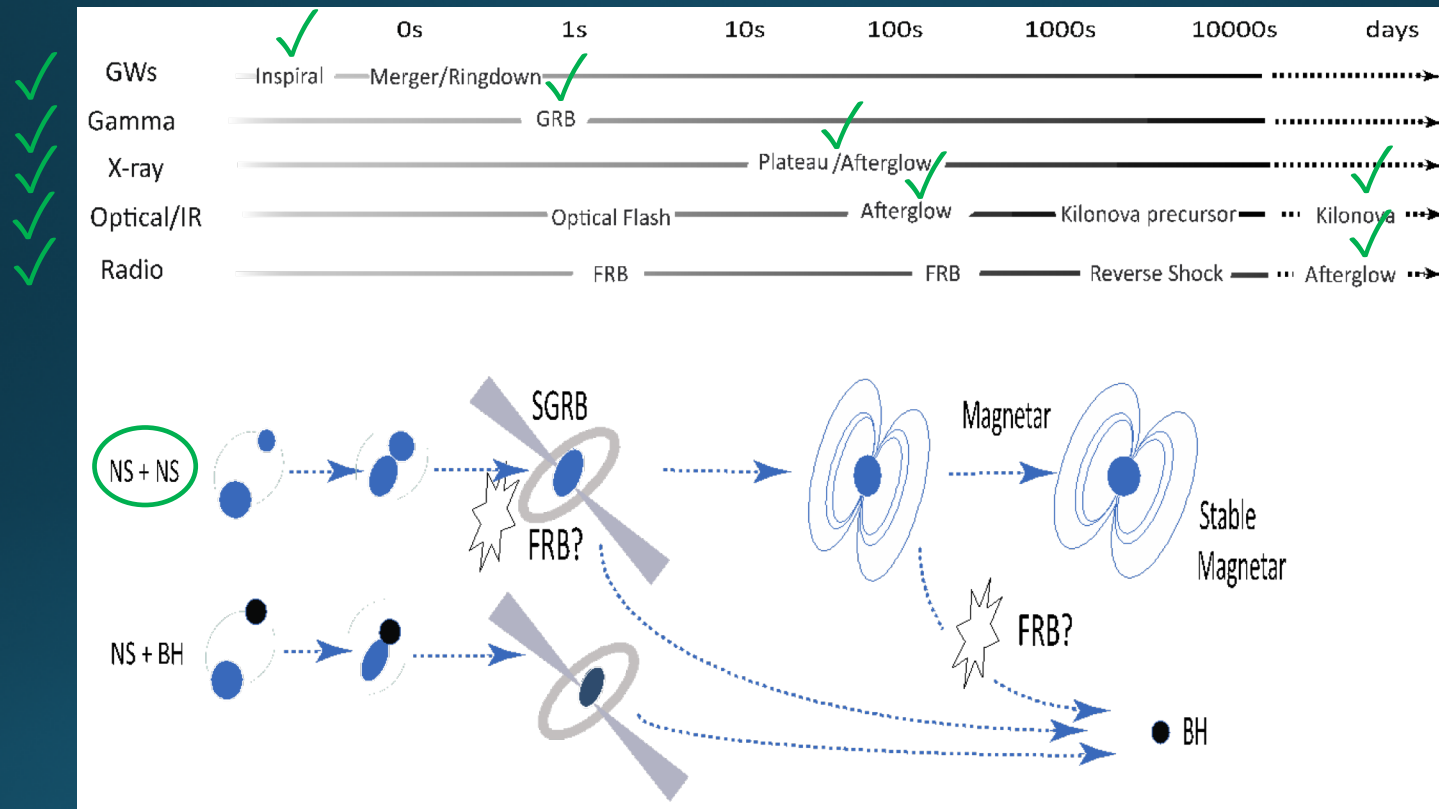 0s 1s 10s 100s 1000s 10000s days
GWs Inspiral Merger/Ringdown
Gamma GRB
X-ray Plateau /Afterglow
Optical/IR Optical Flash Afterglow Kilonova precursor Kilonova
Radio FRB FRB Reverse Shock Afterglow
SGRB
Magnetar
NS + NS
Stable
Magnetar
FRB?
FRB?
NS + BH
BH